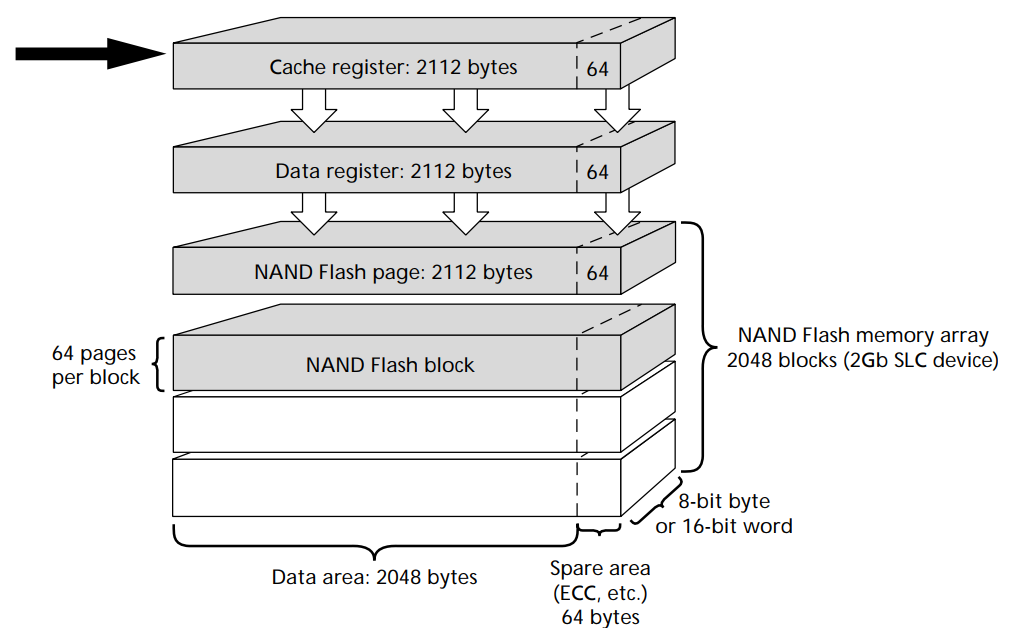 Cache register: 2112 bytes
64
Data register: 2112 bytes
64
NAND Flash page: 2112 bytes
64
64 pages
per block
NAND Flash block
NAND Flash memory array
2048 blocks (2Gb SLC device)
8-bit byte
or 16-bit word
Data area: 2048 bytes
Spare area
(ECC, etc.)
64 bytes